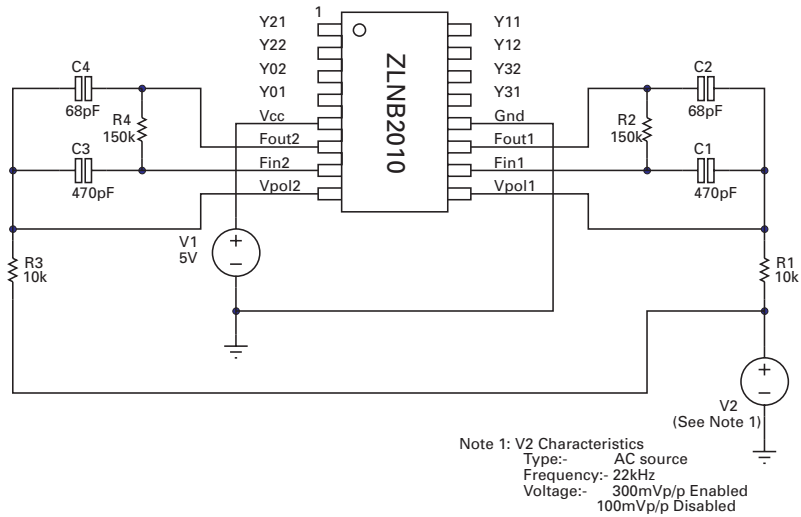 1
Y21
Y22
Y02
Y01
Vcc
Fout2
Fin2
Vpol2
ZLNB2010
Y11
Y12
Y32
Y31
Gnd
Fout1
Fin1
Vpol1
C4
68pF
R4
150k
C3
470pF
C2
68pF
R2
150k
C1
470pF
V1
5V
R3
10k
R1
10k
V2
(See Note 1)
Note 1: V2 Characteristics
Type:- AC source
Frequency:- 22kHz
Voltage:- 300mVp/p Enabled
100mVp/p Disabled